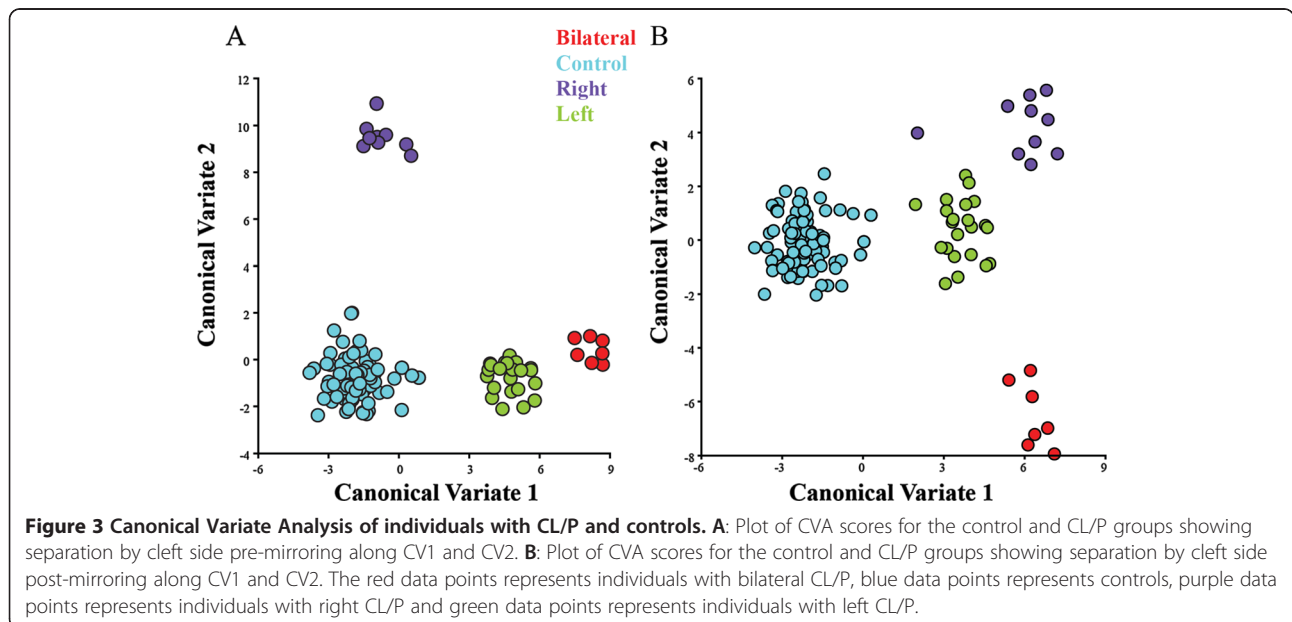 A
Bilateral
Control
Right
Left
B
12
10
8
6
4
2
0
-2
-4
Canonical Variate 2
-6
-3
0
3
6
9
Canonical Variate 1
6
4
2
0
-2
-4
-6
-8
Canonical Variate 2
-6
-3
0
3
6
9
Canonical Variate 1
Figure 3 Canonical Variate Analysis of individuals with CL/P and controls. A: Plot of CVA scores for the control and CL/P groups showing
separation by cleft side pre-mirroring along CV1 and CV2. B: Plot of CVA scores for the control and CL/P groups showing separation by cleft side
post-mirroring along CV1 and CV2. The red data points represents individuals with bilateral CL/P, blue data points represents controls, purple data
points represents individuals with right CL/P and green data points represents individuals with left CL/P.